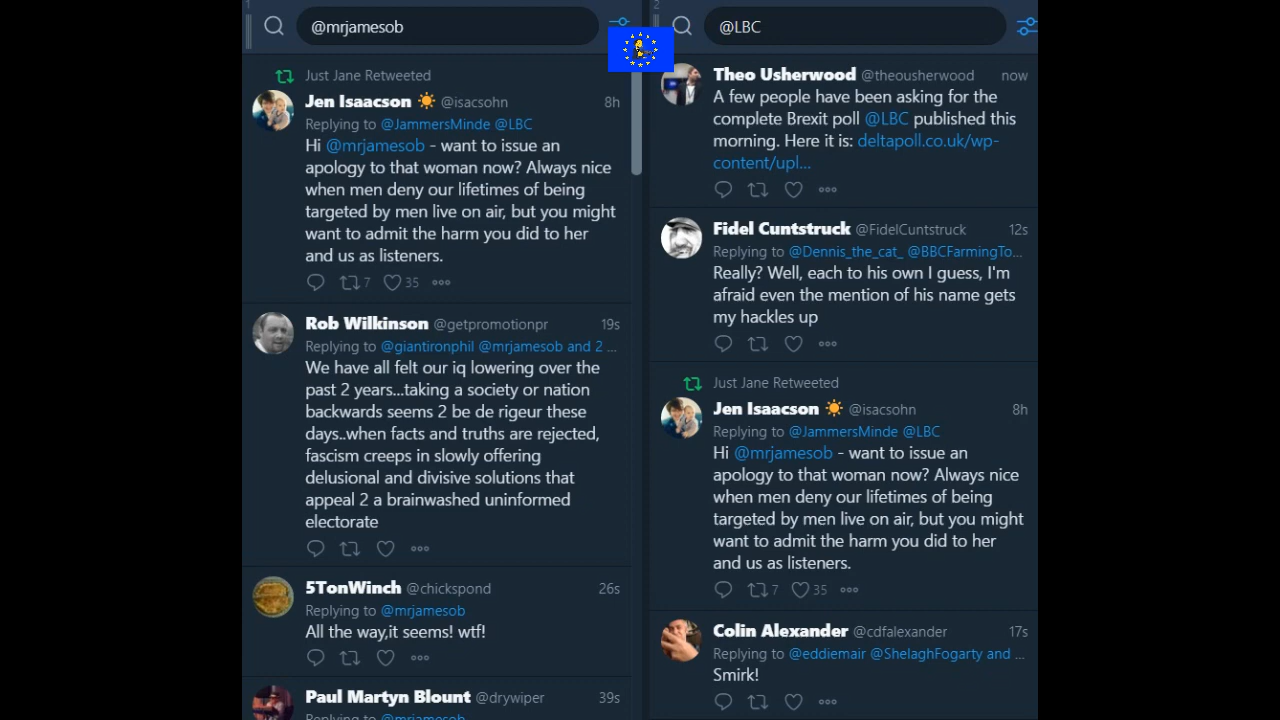 1
@mrjamesob
Just Jane Retweeted
Jen Isaacson @isacsohn 8h
Replying to @JammersMinde @LBC
Hi @mrjamesob - want to issue an
apology to that woman now? Always nice
when men deny our lifetimes of being
targeted by men live on air, but you might
want to admit the harm you did to her
and us as listeners.
7 35
Rob Wilkinson @getpromotionpr 19s
Replying to @giantironphil @mrjamesob and 2 ...
We have all felt our iq lowering over the
past 2 years...taking a society or nation
backwards seems 2 be de rigeur these
days..when facts and truths are rejected,
fascism creeps in slowly offering
delusional and divisive solutions that
appeal 2 a brainwashed uninformed
electorate
5TonWinch @chickspond 26s
Replying to @mrjamesob
All the way,it seems! wtf!
Paul Martyn Blount @drywiper 39s
Replying to @mrjamesob
2
@LBC
Theo Usherwood @theousherwood now
A few people have been asking for the
complete Brexit poll @LBC published this
morning. Here it is: deltapoll.co.uk/wp-
content/upl...
Fidel Cuntstruck @FidelCuntstruck 12s
Replying to @Dennis_the_cat_ @BBCFarmingTo...
Really? Well, each to his own I guess, I'm
afraid even the mention of his name gets
my hackles up
Just Jane Retweeted
Jen Isaacson @isacsohn 8h
Replying to @JammersMinde @LBC
Hi @mrjamesob - want to issue an
apology to that woman now? Always nice
when men deny our lifetimes of being
targeted by men live on air, but you might
want to admit the harm you did to her
and us as listeners.
7 35
Colin Alexander @cdfalexander 17s
Replying to @eddiemair @ShelaghFogarty and ...
Smirk!